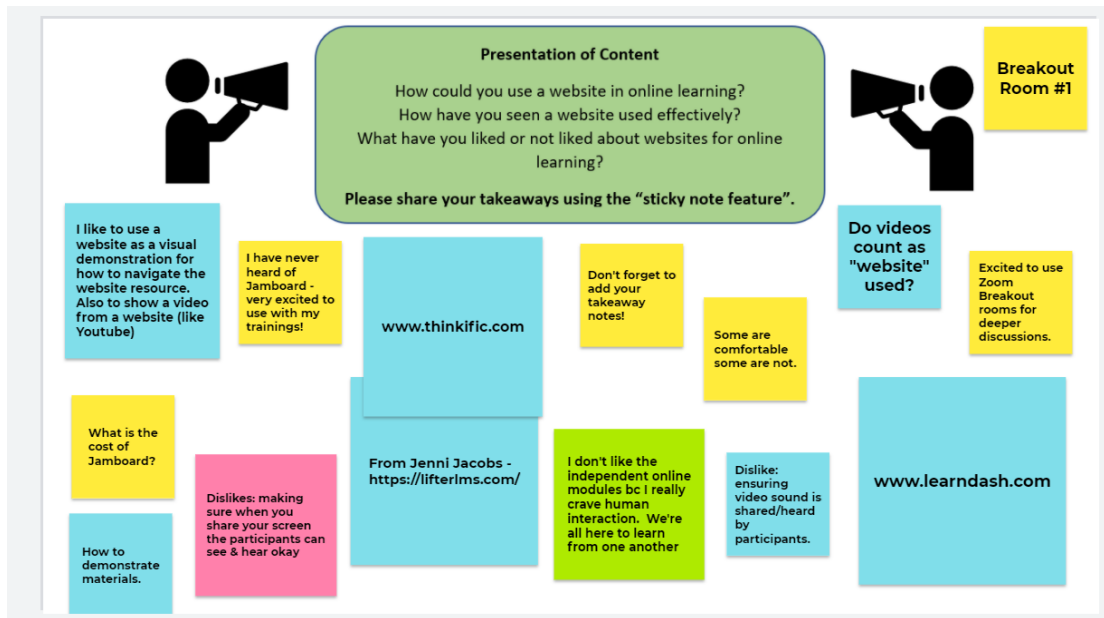 Presentation of Content
How could you use a website in online learning?
How have you seen a website used effectively?
What have you liked or not liked about websites for online
learning?
Please share your takeaways using the “sticky note feature”.
Breakout
Room #1
I like to use a
website as a visual
demonstration for
how to navigate the
website resource.
Also to show a video
from a website (like
Youtube)
I have never
heard of
Jamboard -
very excited to
use with my
trainings!
www.thinkific.com
Don't forget to
add your
takeaway
notes!
Some are
comfortable
some are not.
Do videos
count as
"website"
used?
Excited to use
Zoom
Breakout
rooms for
deeper
discussions.
What is the
cost of
Jamboard?
How to
demonstrate
materials.
Dislikes: making
sure when you
share your screen
the participants can
see & hear okay
From Jenni Jacobs -
https://lifterlms.com/
I don't like the
independent online
modules bc I really
crave human
interaction. We're
all here to learn
from one another
Dislike:
ensuring
video sound is
shared/heard
by
participants.
www.learndash.com